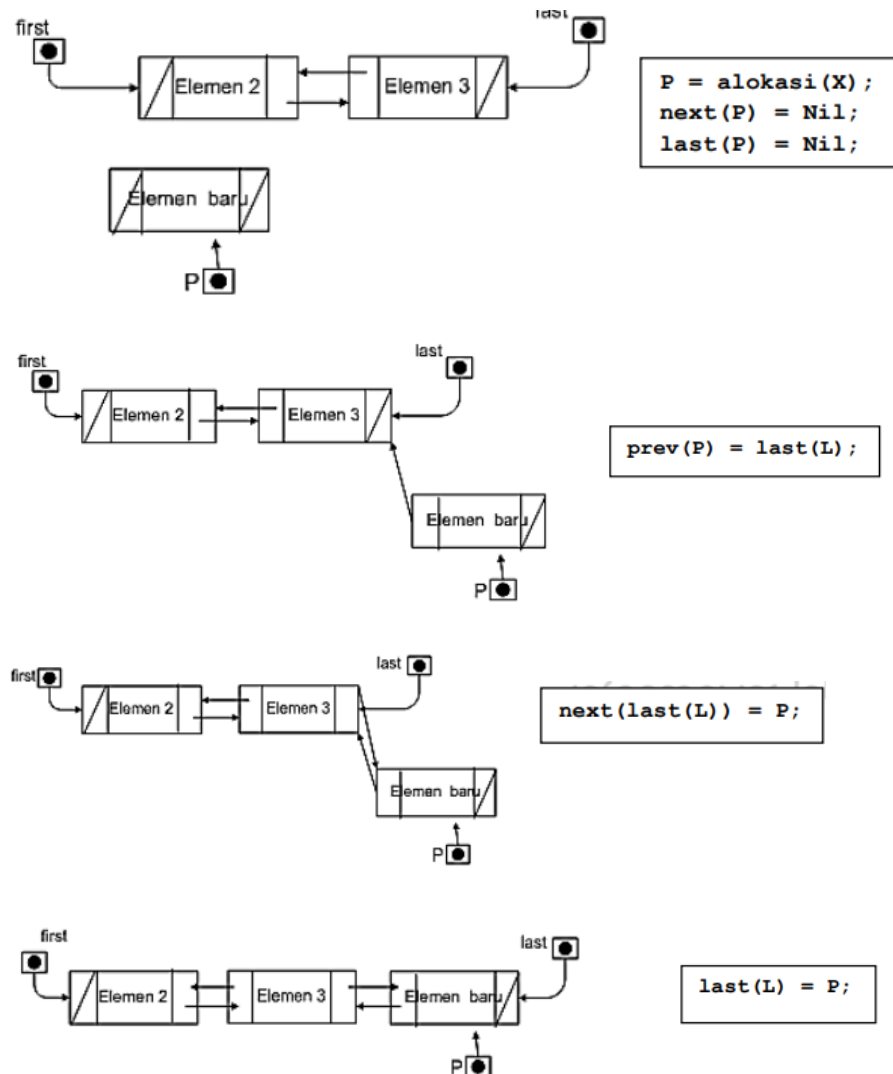 first
last
Elemen 2
Elemen 3
P = alokasi(X);
next(P) = Nil;
last(P) = Nil;
Elemen baru
P
first
last
Elemen 2
Elemen 3
prev(P) = last(L);
Elemen baru
P
first
last
Elemen 2
Elemen 3
next(last(L)) = P;
Elemen baru
P
first
last
Elemen 2
Elemen 3
Elemen baru
last(L) = P;
P